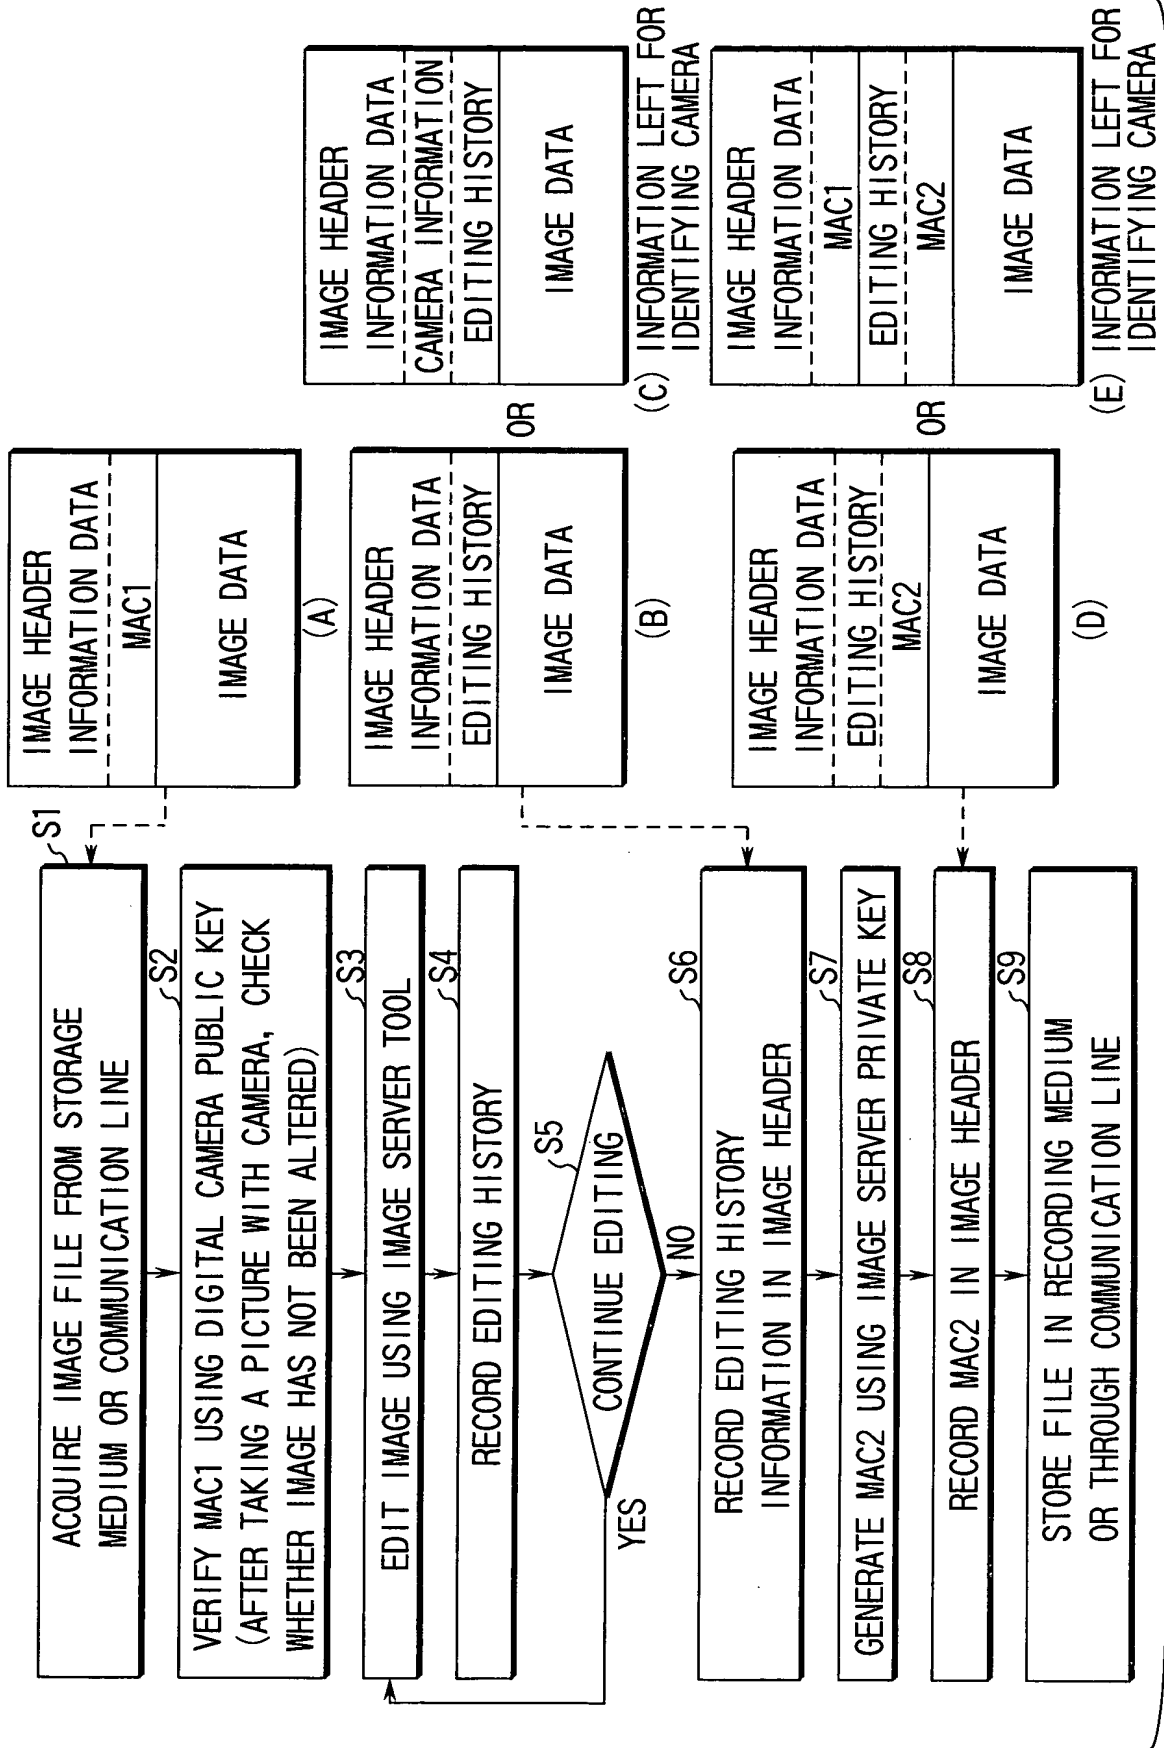 S1
ACQUIRE IMAGE FILE FROM STORAGE
MEDIUM OR COMMUNICATION LINE
S2
VERIFY MAC1 USING DIGITAL CAMERA PUBLIC KEY
(AFTER TAKING A PICTURE WITH CAMERA, CHECK
WHETHER IMAGE HAS NOT BEEN ALTERED)
S3
EDIT IMAGE USING IMAGE SERVER TOOL
S4
RECORD EDITING HISTORY
S5
CONTINUE EDITING
YES
NO
S6
RECORD EDITING HISTORY
INFORMATION IN IMAGE HEADER
S7
GENERATE MAC2 USING IMAGE SERVER PRIVATE KEY
S8
RECORD MAC2 IN IMAGE HEADER
S9
STORE FILE IN RECORDING MEDIUM
OR THROUGH COMMUNICATION LINE
IMAGE HEADER
INFORMATION DATA
MAC1
IMAGE DATA
(A)
IMAGE HEADER
INFORMATION DATA
EDITING HISTORY
IMAGE DATA
(B)
OR
IMAGE HEADER
INFORMATION DATA
CAMERA INFORMATION
EDITING HISTORY
IMAGE DATA
(C) INFORMATION LEFT FOR
IDENTIFYING CAMERA
IMAGE HEADER
INFORMATION DATA
EDITING HISTORY
MAC2
IMAGE DATA
(D)
OR
IMAGE HEADER
INFORMATION DATA
MAC1
EDITING HISTORY
MAC2
IMAGE DATA
(E) INFORMATION LEFT FOR
IDENTIFYING CAMERA